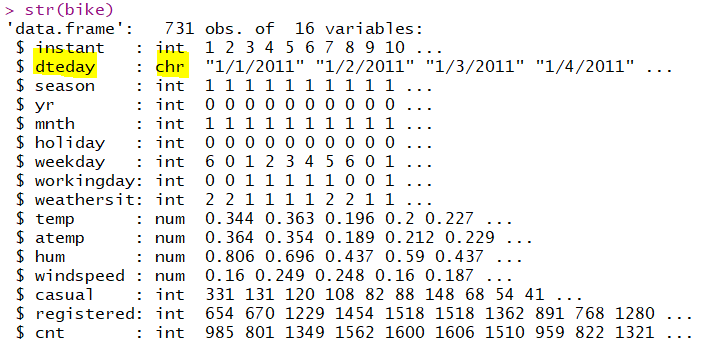 > str(bike)
'data.frame':	731 obs. of  16 variables:
 $ instant   : int  1 2 3 4 5 6 7 8 9 10 ...
 $ dteday    : chr  "1/1/2011" "1/2/2011" "1/3/2011" "1/4/2011" ...
 $ season    : int  1 1 1 1 1 1 1 1 1 1 ...
 $ yr        : int  0 0 0 0 0 0 0 0 0 0 ...
 $ mnth      : int  1 1 1 1 1 1 1 1 1 1 ...
 $ holiday   : int  0 0 0 0 0 0 0 0 0 0 ...
 $ weekday   : int  6 0 1 2 3 4 5 6 0 1 ...
 $ workingday: int  0 0 1 1 1 1 1 0 0 1 ...
 $ weathersit: int  2 2 1 1 1 1 2 2 1 1 ...
 $ temp      : num  0.344 0.363 0.196 0.2 0.227 ...
 $ atemp     : num  0.364 0.354 0.189 0.212 0.229 ...
 $ hum       : num  0.806 0.696 0.437 0.59 0.437 ...
 $ windspeed : num  0.16 0.249 0.248 0.16 0.187 ...
 $ casual    : int  331 131 120 108 82 88 148 68 54 41 ...
 $ registered: int  654 670 1229 1454 1518 1518 1362 891 768 1280 ...
 $ cnt       : int  985 801 1349 1562 1600 1606 1510 959 822 1321 ...